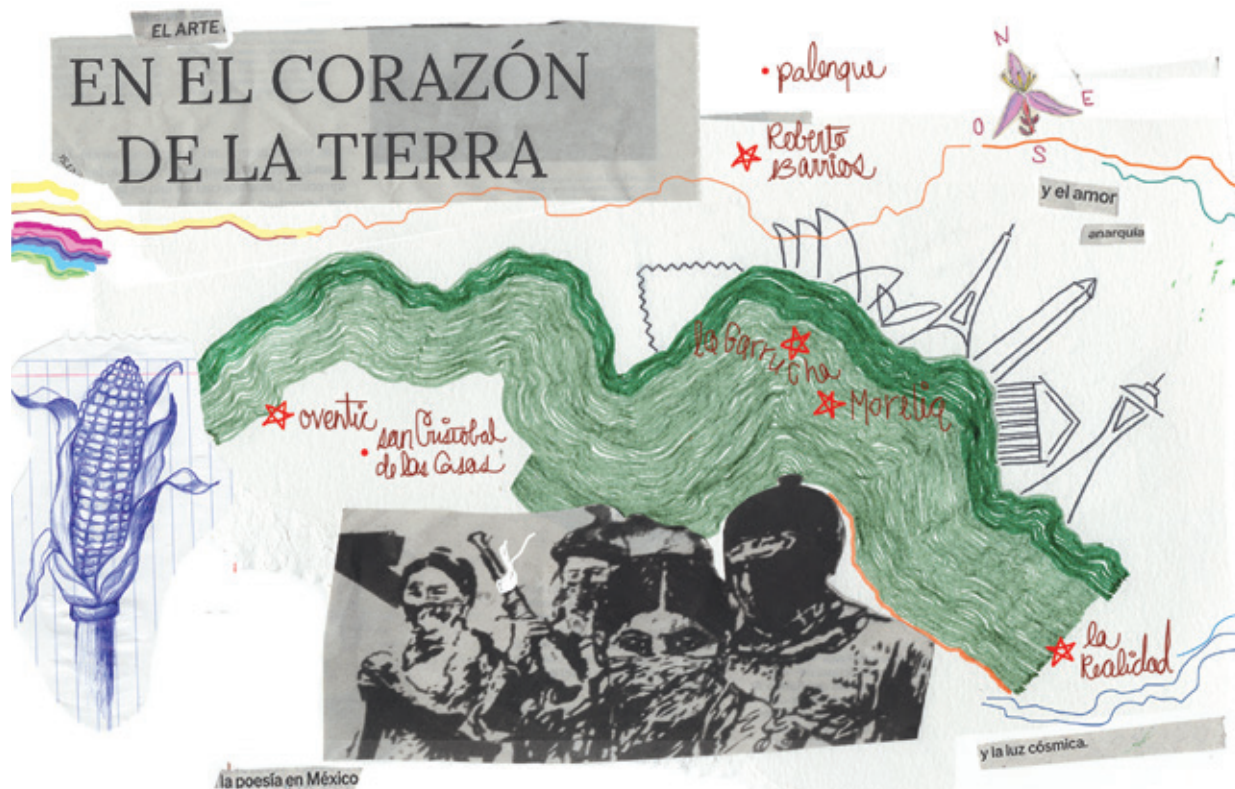 EL ARTE
EN EL CORAZÓN
DE LA TIERRA
• palenque
Roberto
Barrios
N
E
O
S
y el amor
anarquía
la Garrucha
Morelia
oventic
• san Cristobal
de las Casas
la
Realidad
y la luz cósmica.
la poesía en México